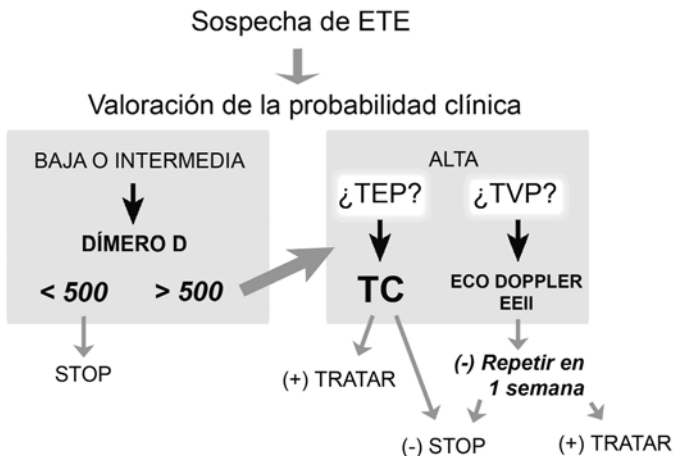 Sospecha de ETE
Valoración de la probabilidad clínica
BAJA O INTERMEDIA
DÍMERO D
< 500 > 500
STOP
ALTA
¿TEP? ¿TVP?
TC
ECO DOPPLER
EEII
(+) TRATAR
(-) Repetir en
1 semana
(-) STOP
(+) TRATAR